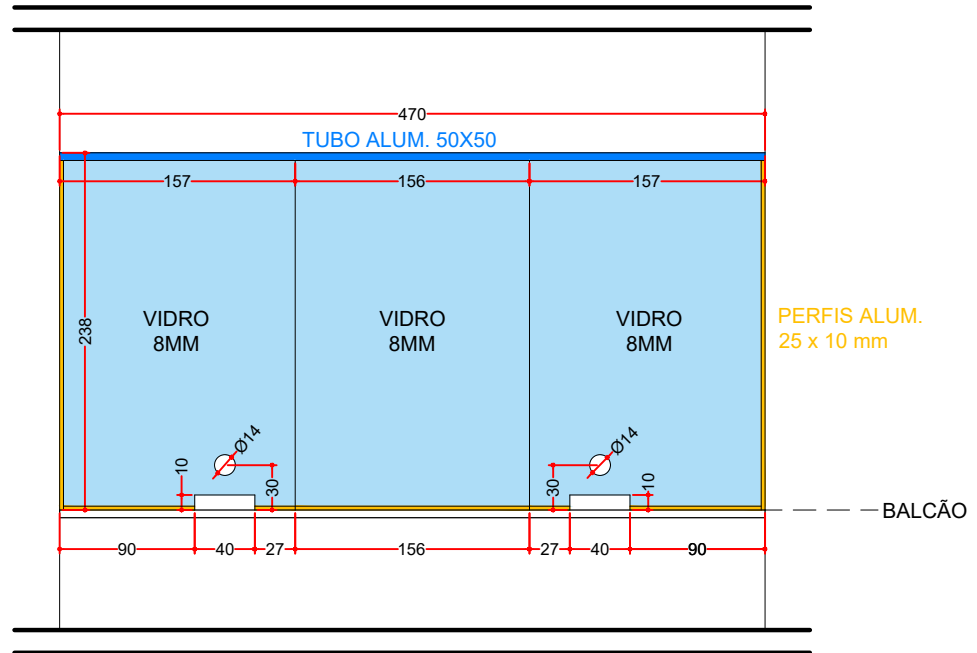 470
TUBO ALUM. 50X50
157
156
157
238
VIDRO
8MM
VIDRO
8MM
VIDRO
8MM
PERFIS ALUM.
25 x 10 mm
Ø14
Ø14
10
30
30
10
BALCÃO
90
40
27
156
27
40
90